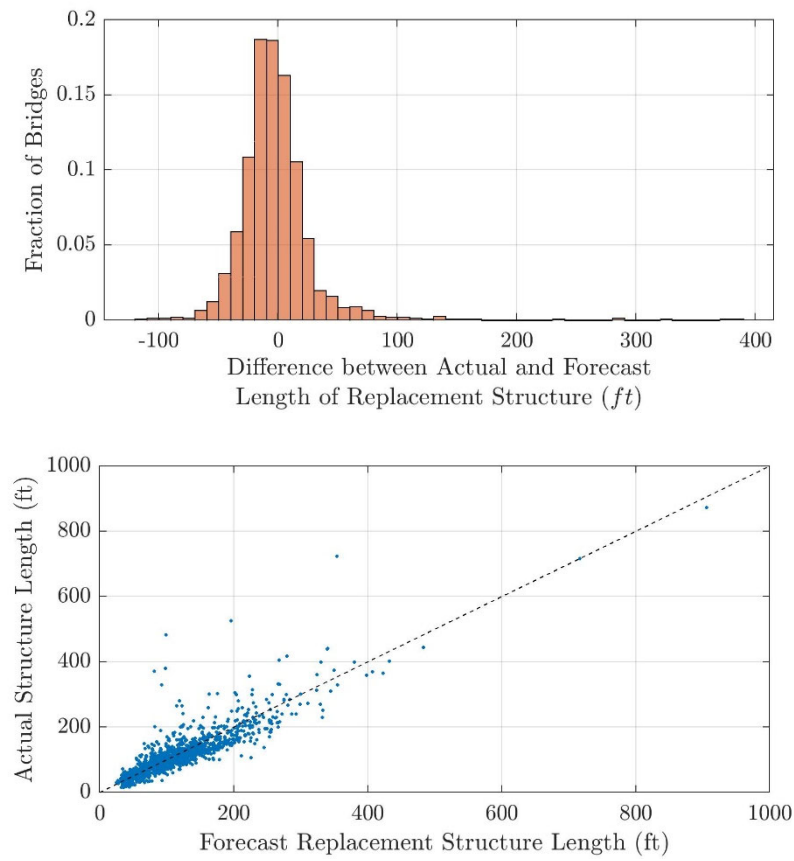 0.2
0.15
0.1
0.05
0
Fraction of Bridges
-100 0 100 200 300 400
Difference between Actual and Forecast
Length of Replacement Structure (ft)
1000
800
600
400
200
0
Actual Structure Length (ft)
0 200 400 600 800 1000
Forecast Replacement Structure Length (ft)